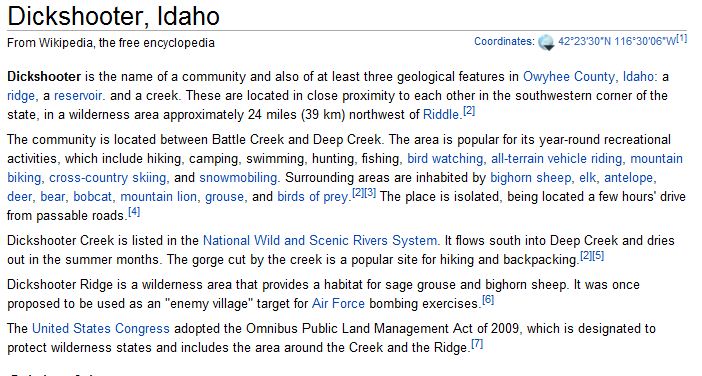 Dickshooter, Idaho
From Wikipedia, the free encyclopedia
Coordinates: 42°23′30″N 116°30′06″W[1]
Dickshooter is the name of a community and also of at least three geological features in Owyhee County, Idaho: a
ridge, a reservoir. and a creek. These are located in close proximity to each other in the southwestern corner of the
state, in a wilderness area approximately 24 miles (39 km) northwest of Riddle.[2]
The community is located between Battle Creek and Deep Creek. The area is popular for its year-round recreational
activities, which include hiking, camping, swimming, hunting, fishing, bird watching, all-terrain vehicle riding, mountain
biking, cross-country skiing, and snowmobiling. Surrounding areas are inhabited by bighorn sheep, elk, antelope,
deer, bear, bobcat, mountain lion, grouse, and birds of prey.[2][3] The place is isolated, being located a few hours' drive
from passable roads.[4]
Dickshooter Creek is listed in the National Wild and Scenic Rivers System. It flows south into Deep Creek and dries
out in the summer months. The gorge cut by the creek is a popular site for hiking and backpacking.[2][5]
Dickshooter Ridge is a wilderness area that provides a habitat for sage grouse and bighorn sheep. It was once
proposed to be used as an "enemy village" target for Air Force bombing exercises.[6]
The United States Congress adopted the Omnibus Public Land Management Act of 2009, which is designated to
protect wilderness states and includes the area around the Creek and the Ridge.[7]